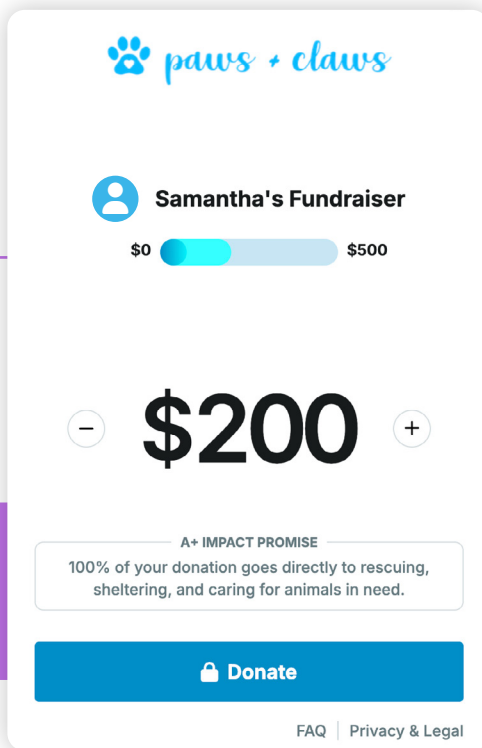 paws + claws
Samantha's Fundraiser
$0 $500
− $200 +
A+ IMPACT PROMISE
100% of your donation goes directly to rescuing,
sheltering, and caring for animals in need.
Donate
FAQ | Privacy & Legal